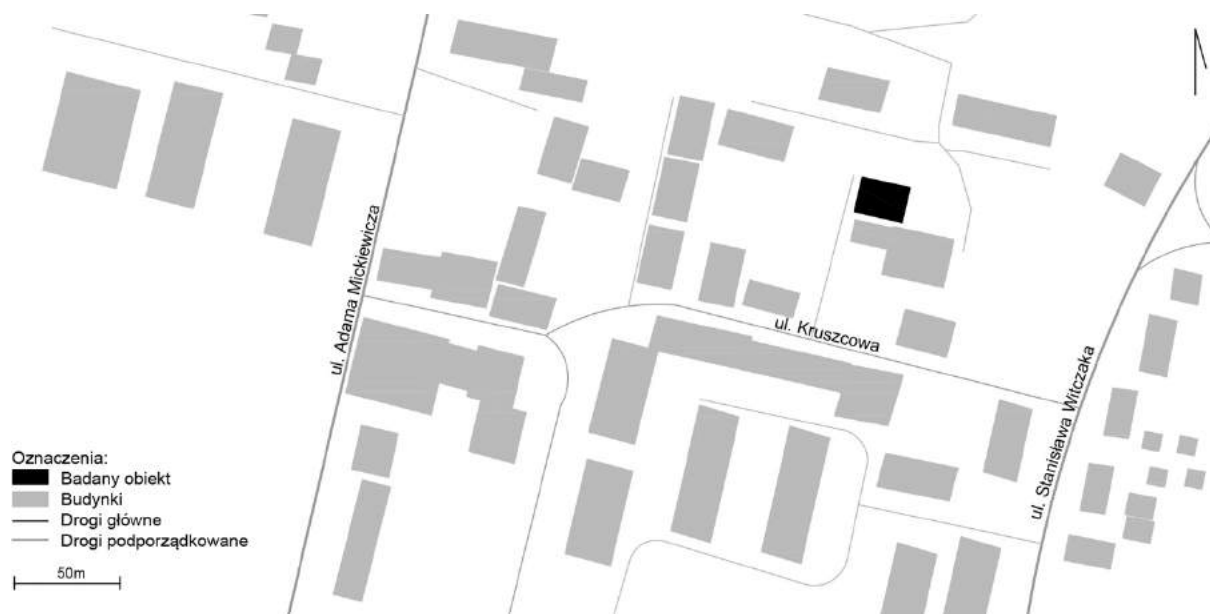 ul. Adama Mickiewicza
ul. Kruszcowa
ul. Stanisława Witczaka
Oznaczenia:
Badany obiekt
Budynki
Drogi główne
Drogi podporządkowane
50m